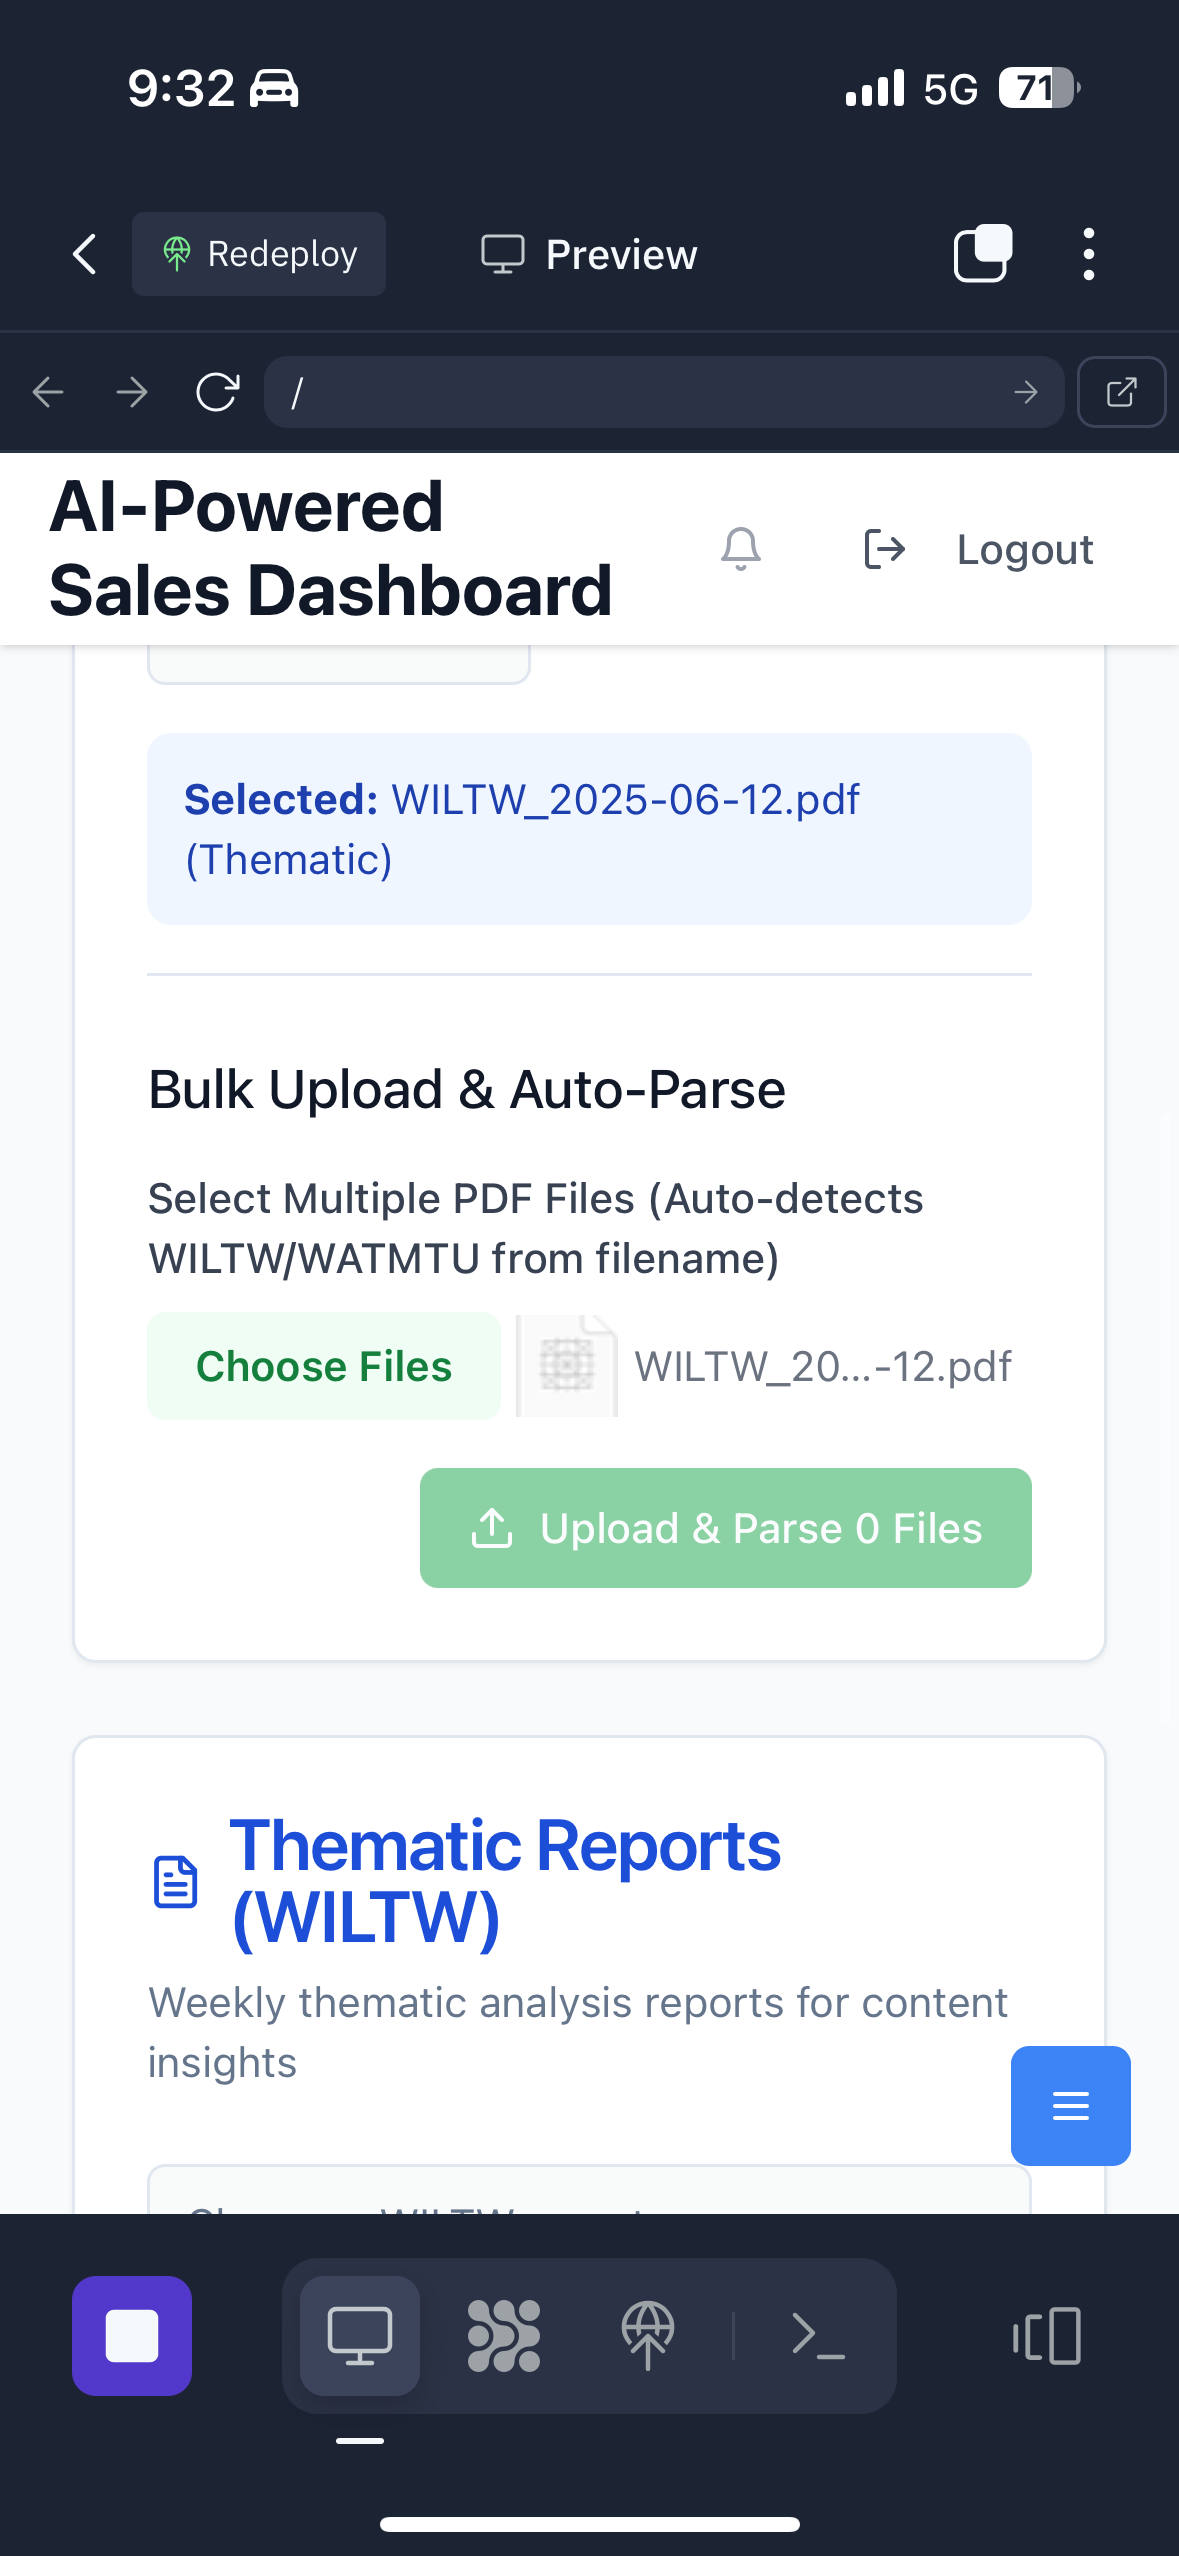 9:32
5G
71
Redeploy
Preview
/
AI-Powered
Sales Dashboard
Logout
Selected: WILTW_2025-06-12.pdf
(Thematic)
Bulk Upload & Auto-Parse
Select Multiple PDF Files (Auto-detects
WILTW/WATMTU from filename)
Choose Files
WILTW_20...-12.pdf
Upload & Parse 0 Files
Thematic Reports
(WILTW)
Weekly thematic analysis reports for content
insights